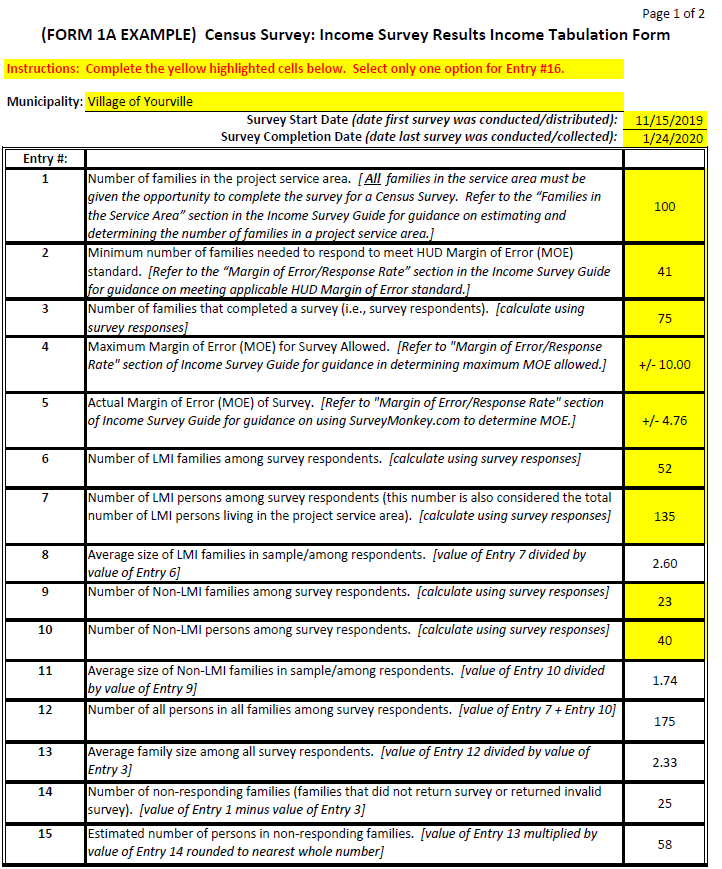 Page 1 of 2
(FORM 1A EXAMPLE)  Census Survey: Income Survey Results Income Tabulation Form
Instructions:  Complete the yellow highlighted cells below.  Select only one option for Entry #16.
Municipality: Village of Yourville
Survey Start Date (date first survey was conducted/distributed): 11/15/2019
Survey Completion Date (date last survey was conducted/collected): 1/24/2020
Entry #:
1
Number of families in the project service area.  [ All families in the service area must be
given the opportunity to complete the survey for a Census Survey.  Refer to the “Families in
the Service Area” section in the Income Survey Guide for guidance on estimating and
determining the number of families in a project service area.]
100
2
Minimum number of families needed to respond to meet HUD Margin of Error (MOE)
standard.  [Refer to the “Margin of Error/Response Rate” section in the Income Survey Guide
for guidance on meeting applicable HUD Margin of Error standard.]
41
3
Number of families that completed a survey (i.e., survey respondents).  [calculate using
survey responses]
75
4
Maximum Margin of Error (MOE) for Survey Allowed.  [Refer to "Margin of Error/Response
Rate" section of Income Survey Guide for guidance in determining maximum MOE allowed.]
+/- 10.00
5
Actual Margin of Error (MOE) of Survey.  [Refer to "Margin of Error/Response Rate" section
of Income Survey Guide for guidance on using SurveyMonkey.com to determine MOE.]
+/- 4.76
6
Number of LMI families among survey respondents.  [calculate using survey responses]
52
7
Number of LMI persons among survey respondents (this number is also considered the total
number of LMI persons living in the project service area).  [calculate using survey responses]
135
8
Average size of LMI families in sample/among respondents.  [value of Entry 7 divided by
value of Entry 6]
2.60
9
Number of Non-LMI families among survey respondents.  [calculate using survey responses]
23
10
Number of Non-LMI persons among survey respondents.  [calculate using survey responses]
40
11
Average size of Non-LMI families in sample/among respondents.  [value of Entry 10 divided
by value of Entry 9]
1.74
12
Number of all persons in all families among survey respondents.  [value of Entry 7 + Entry 10]
175
13
Average family size among all survey respondents.  [value of Entry 12 divided by value of
Entry 3]
2.33
14
Number of non-responding families (families that did not return survey or returned invalid
survey).  [value of Entry 1 minus value of Entry 3]
25
15
Estimated number of persons in non-responding families.  [value of Entry 13 multiplied by
value of Entry 14 rounded to nearest whole number]
58